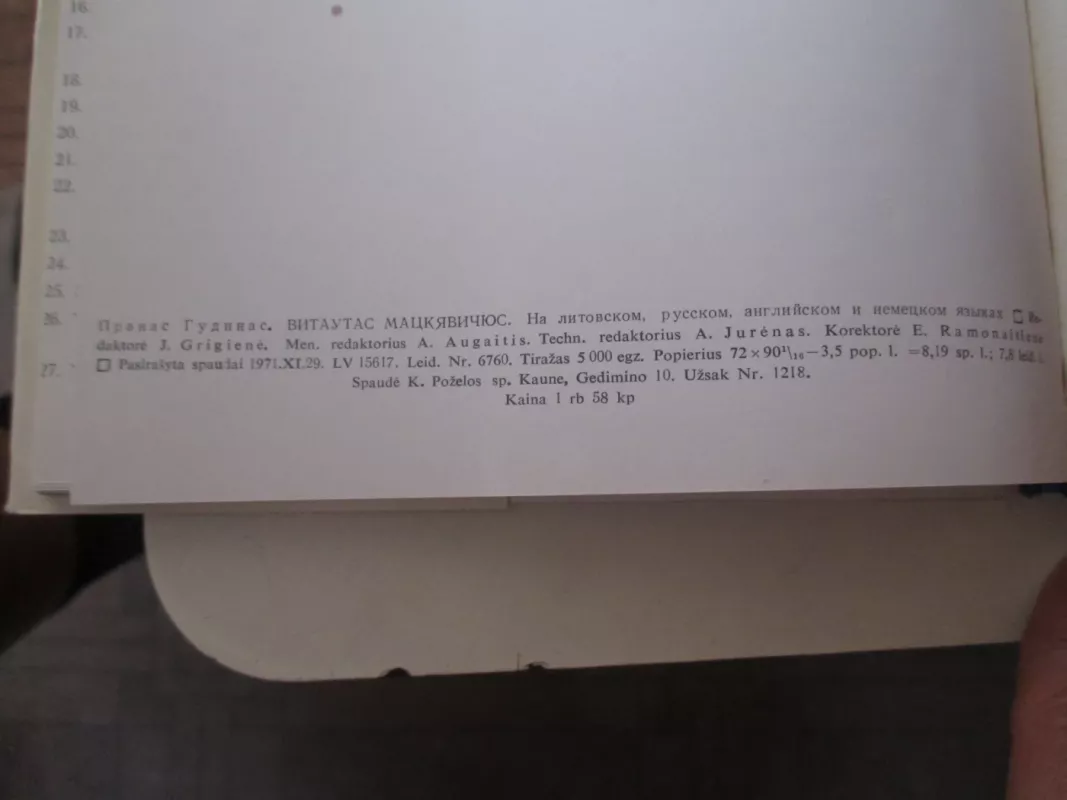 16.
17.
18.
19.
20.
21.
22.
23.
24.
25.
26.
27.
Пранас Гудинас. ВИТАУТАС МАЦКЯВИЧЮС. На литовском, русском, английском и немецком языках □ Re-
daktorė J. Grigienė. Men. redaktorius A. Augaitis. Techn. redaktorius A. Jurėnas. Korektorė E. Ramonaitienė
□ Pasirašyta spaudai 1971.XI.29. LV 15617. Leid. Nr. 6760. Tiražas 5 000 egz. Popierius 72×90¹/₁₆—3,5 pop. l. =8,19 sp. l.; 7,8 leid. l.
Spaudė K. Poželos sp. Kaune, Gedimino 10. Užsak Nr. 1218.
Kaina 1 rb 58 kp